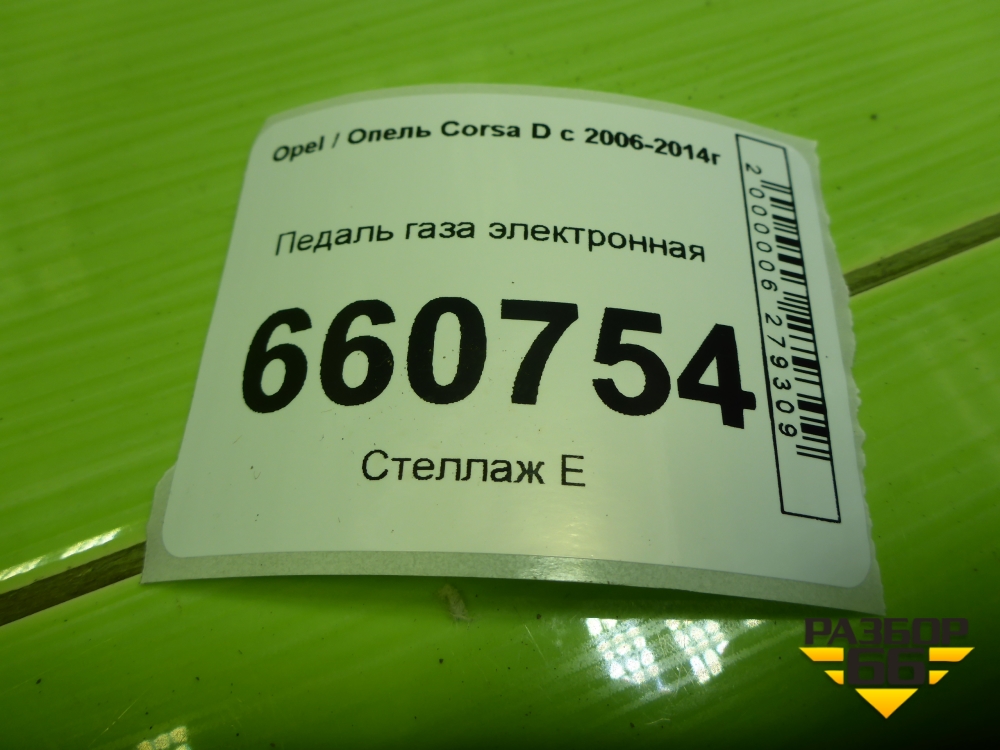 Opel / Опель Corsa D с 2006-2014г
Педаль газа электронная
660754
Стеллаж Е
2000006279309
РАЗБОР
66